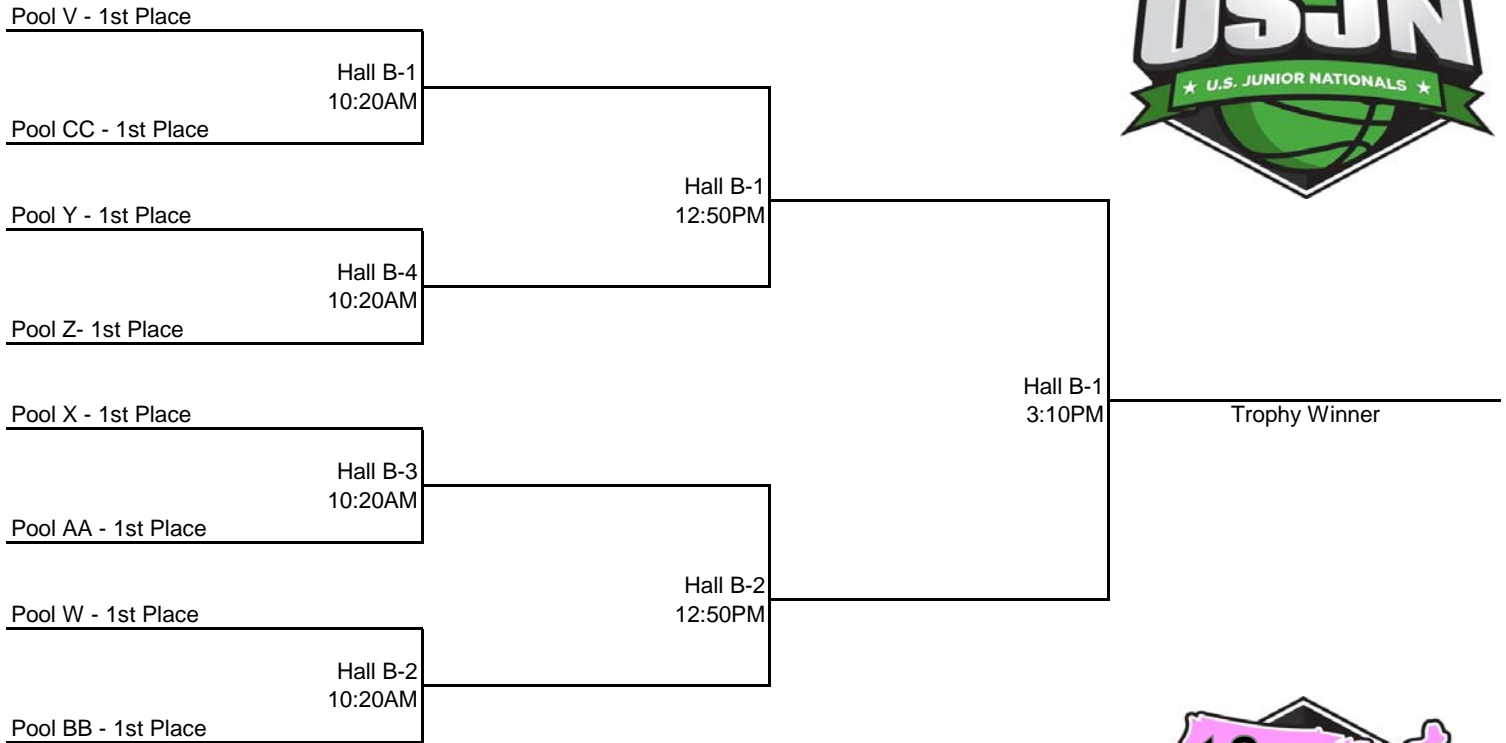 Pool V - 1st Place
Hall B-1
10:20AM
Pool CC - 1st Place
Hall B-1
12:50PM
Pool Y - 1st Place
Hall B-4
10:20AM
Pool Z- 1st Place
Hall B-1
3:10PM
Trophy Winner
Pool X - 1st Place
Hall B-3
10:20AM
Pool AA - 1st Place
Hall B-2
12:50PM
Pool W - 1st Place
Hall B-2
10:20AM
Pool BB - 1st Place
USJN
U.S. JUNIOR NATIONALS